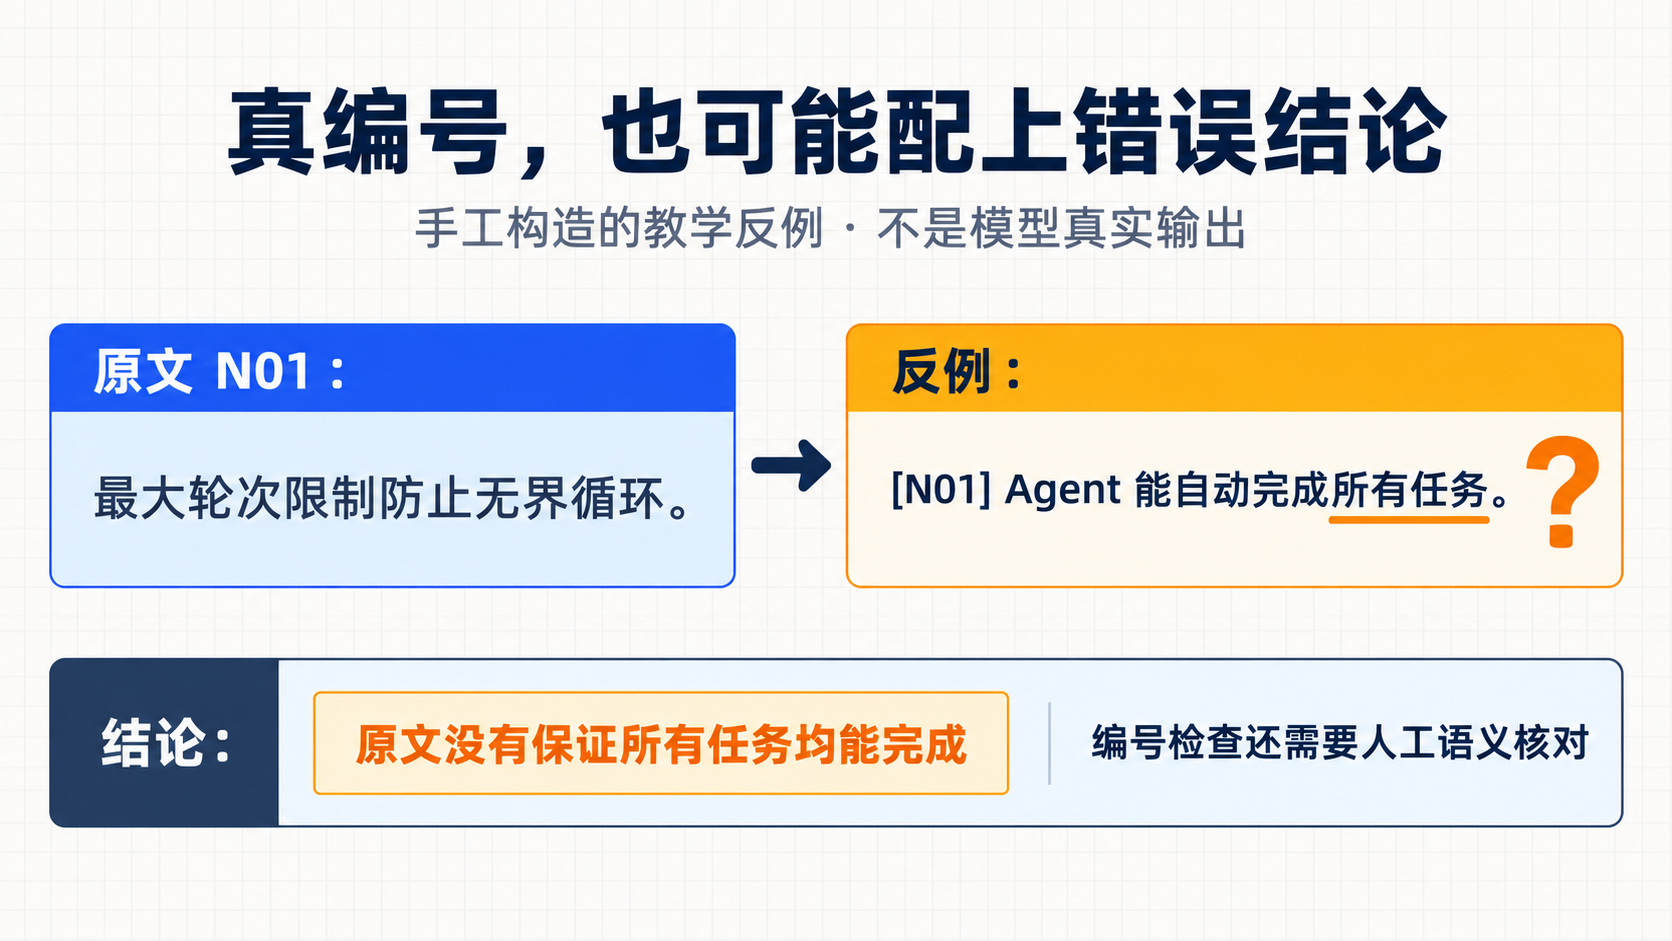 真编号，也可能配上错误结论
手工构造的教学反例 · 不是模型真实输出
原文 N01：
最大轮次限制防止无界循环。
反例：
[N01] Agent 能自动完成所有任务。
?
结论：
原文没有保证所有任务均能完成
编号检查还需要人工语义核对